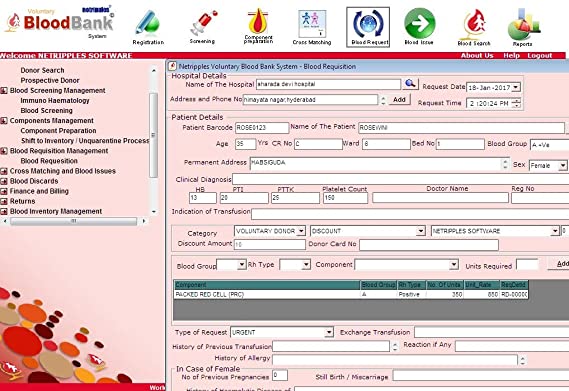 Voluntary netripples
BloodBank
System
Registration
Screening
Component preparation
Cross Matching
Blood Request
Blood Issue
Blood Search
Reports
Welcome NETRIPPLES SOFTWARE About Us Help Logout
Donor Search
Prospective Donor
Blood Screening Management
Immuno Haematology
Blood Screening
Components Management
Component Preparation
Shift to Inventory / Unquarentine Process
Blood Requisition Management
Blood Requesition
Cross Matching and Blood Issues
Blood Discards
Finance and Billing
Returns
Blood Inventory Management
Netripples Voluntary Blood Bank System - Blood Requisition
Hospital Details
Name of The Hospital sharada devi hospital Request Date 18-Jan-2017
Address and Phone No himayata nagar,hyderabad Add Request Time 2:20:24 PM
Patient Details
Patient Barcode ROSE0123 Name of The Patient ROSEWINI
Age 35 Yrs CR No C Ward 8 Bed No 1 Blood Group A +Ve
Permanent Address HABSIGUDA Sex Female
Clinical Diagnosis
HB PTI PTTK Platelet Count Doctor Name Reg No
13 20 25 150
Indication of Transfusion
Category VOLUNTARY DONOR DISCOUNT NETRIPPLES SOFTWARE 0
Discount Amount 10 Donor Card No
Blood Group Rh Type Component Units Required Add
Component Blood Group Rh Type No. Of Units Unit_Rate ReqDetId
PACKED RED CELL (PRC) A Positive 350 850 RD-00000
Type of Request URGENT Exchange Transfusion
History of Previous Transfusion Reaction if Any
History of Allergy
In Case of Female
No of Previous Pregnancies 0 Still Birth / Miscarriage
History of Haemolytic Disease of
Work